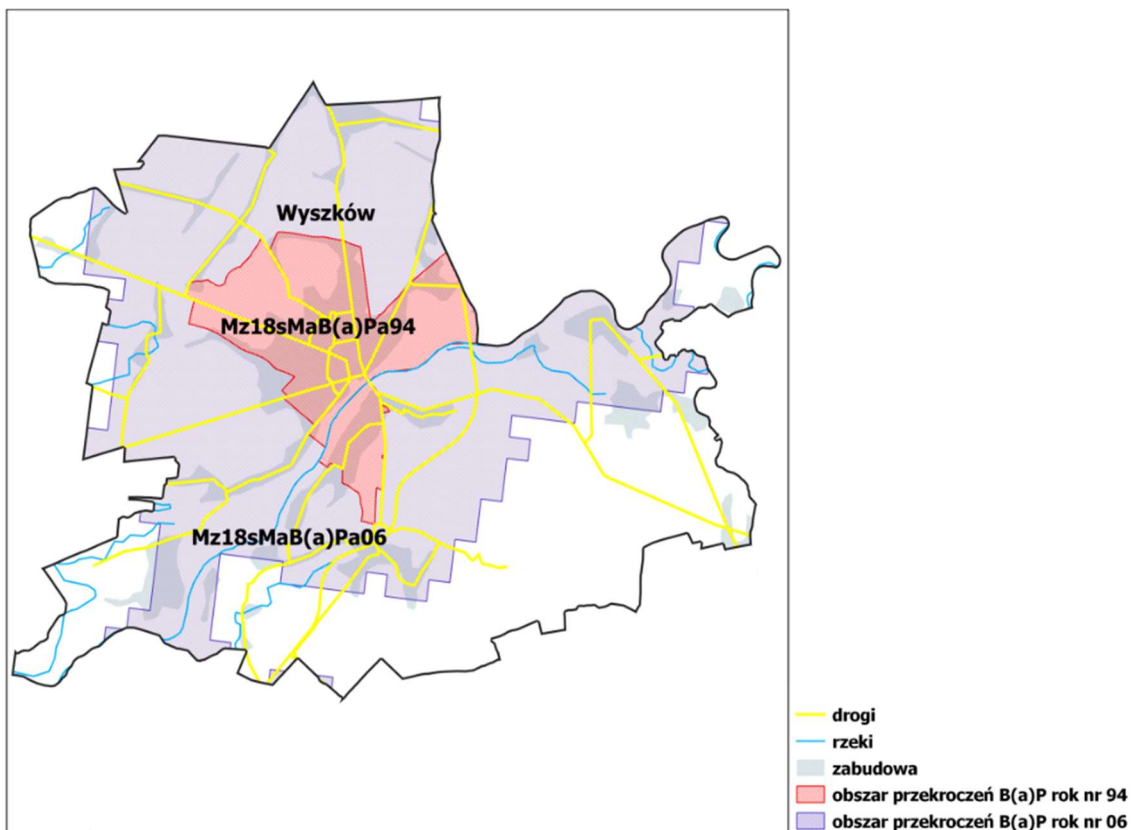 Wyszków
Mz18sMaB(a)Pa94
Mz18sMaB(a)Pa06
drogi
rzeki
zabudowa
obszar przekroczeń B(a)P rok nr 94
obszar przekroczeń B(a)P rok nr 06